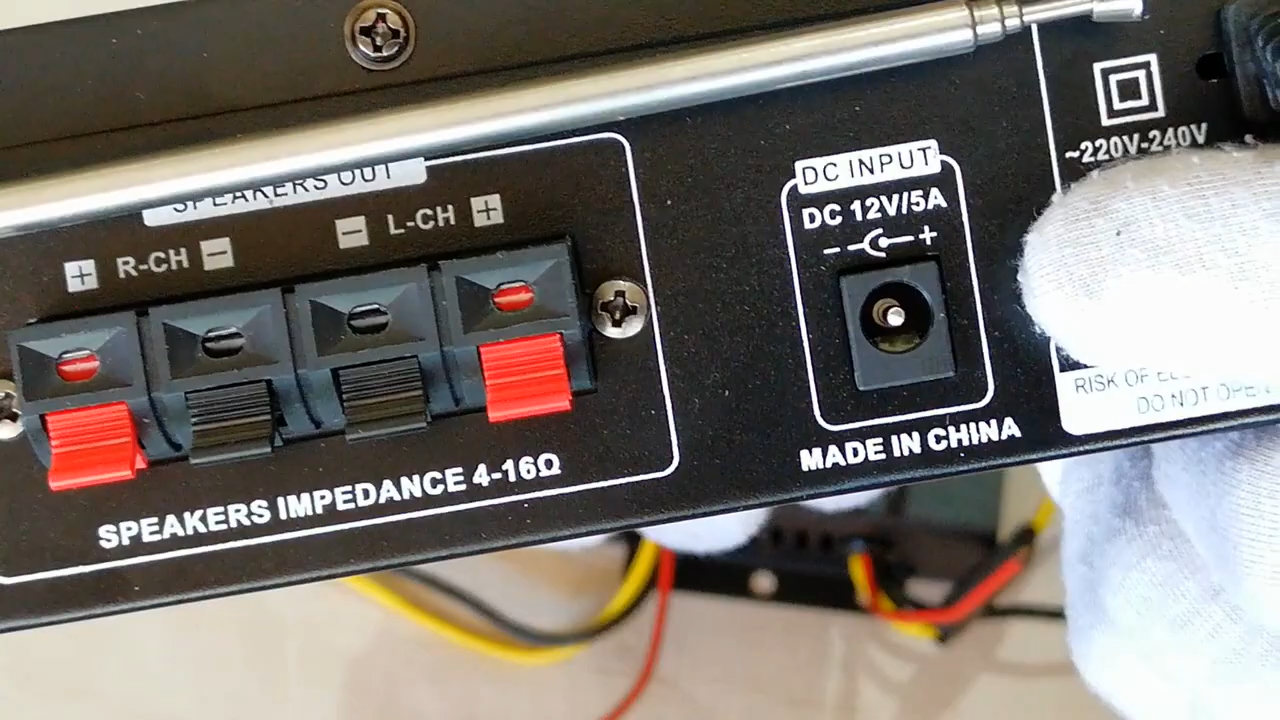 SPEAKERS OUT
+ R-CH − − L-CH +
SPEAKERS IMPEDANCE 4-16Ω
DC INPUT
DC 12V/5A
− +
MADE IN CHINA
~220V-240V
RISK OF
DO NOT